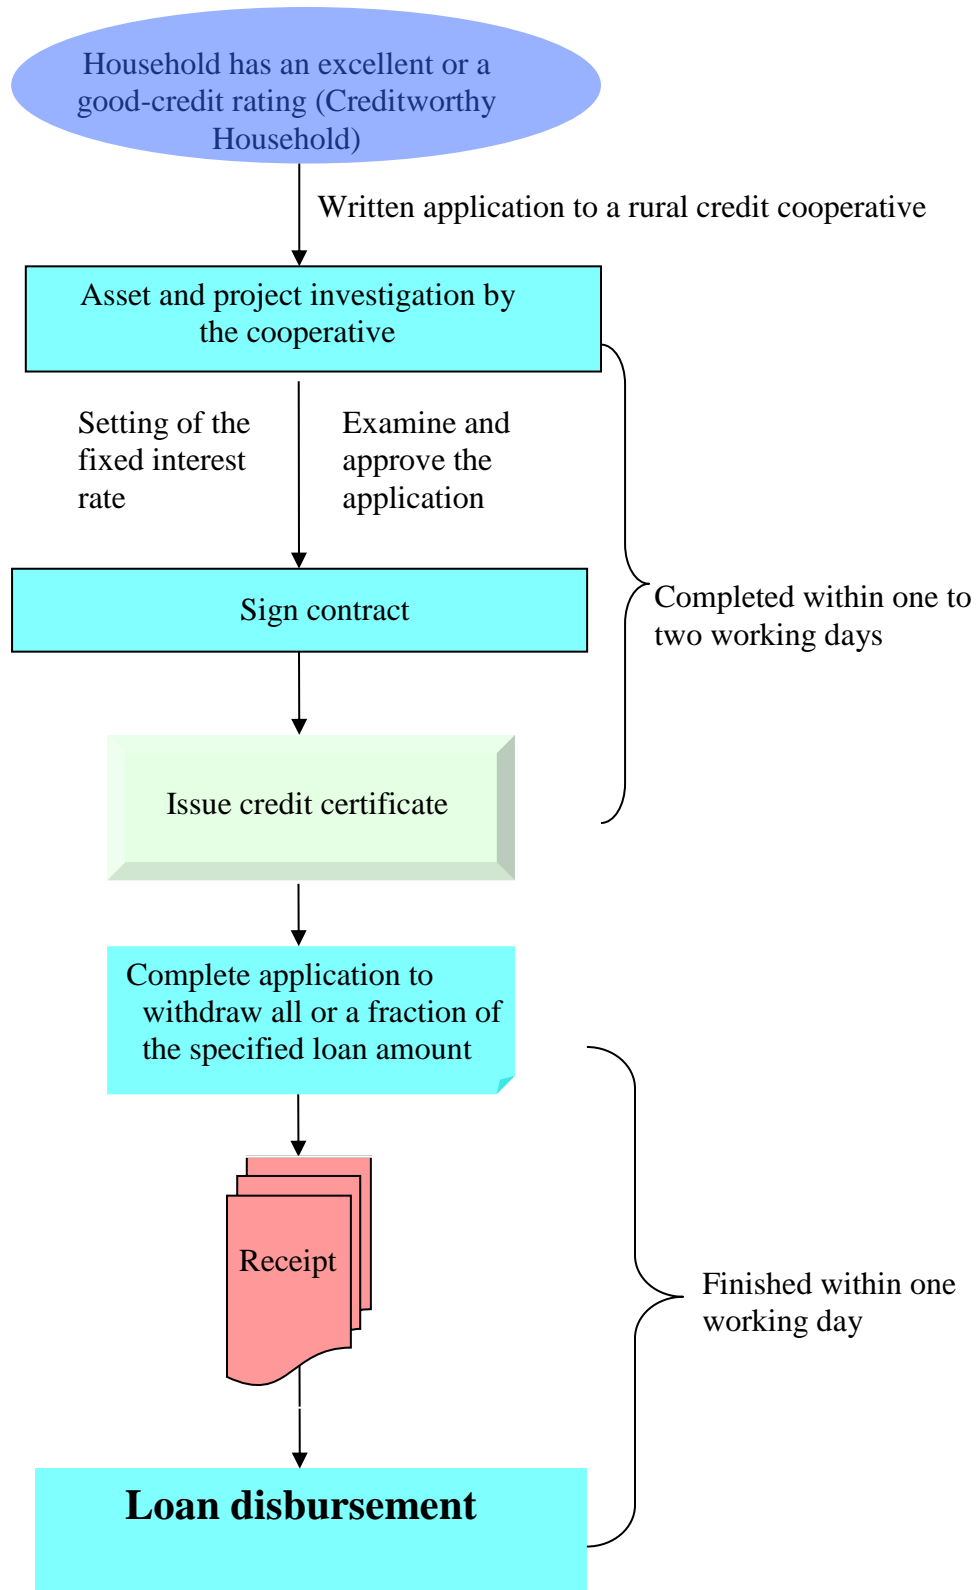 Household has an excellent or a
good-credit rating (Creditworthy
Household)
Written application to a rural credit cooperative
Asset and project investigation by
the cooperative
Setting of the
fixed interest
rate
Examine and
approve the
application
Sign contract
Completed within one to
two working days
Issue credit certificate
Complete application to
withdraw all or a fraction of
the specified loan amount
Receipt
Finished within one
working day
Loan disbursement